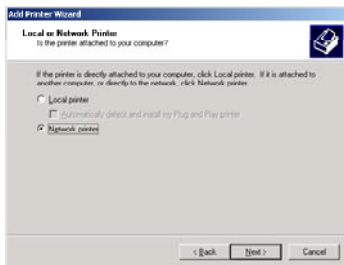 Add Printer Wizard
Local or Network Printer
Is the printer attached to your computer?
If the printer is directly attached to your computer, click Local printer. If it is attached to
another computer, or directly to the network, click Network printer.
Local printer
Automatically detect and install my Plug and Play printer
Network printer
< Back
Next >
Cancel